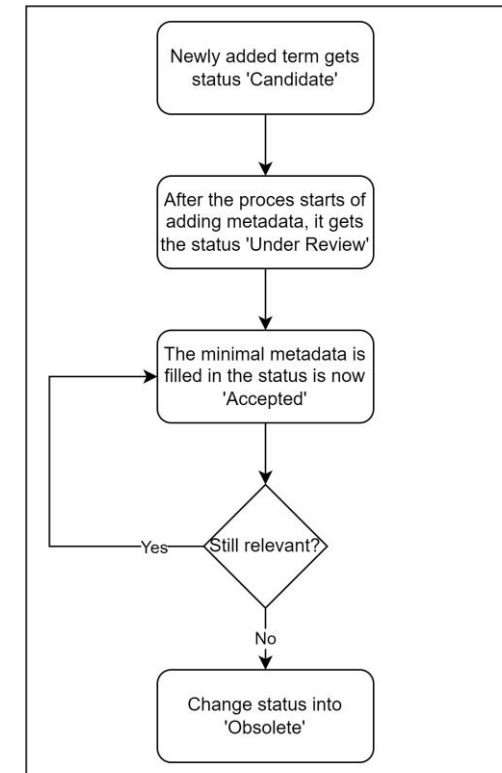 Newly added term gets
status 'Candidate'
After the proces starts of
adding metadata, it gets
the status 'Under Review'
The minimal metadata is
filled in the status is now
'Accepted'
Still relevant?
Yes
No
Change status into
'Obsolete'